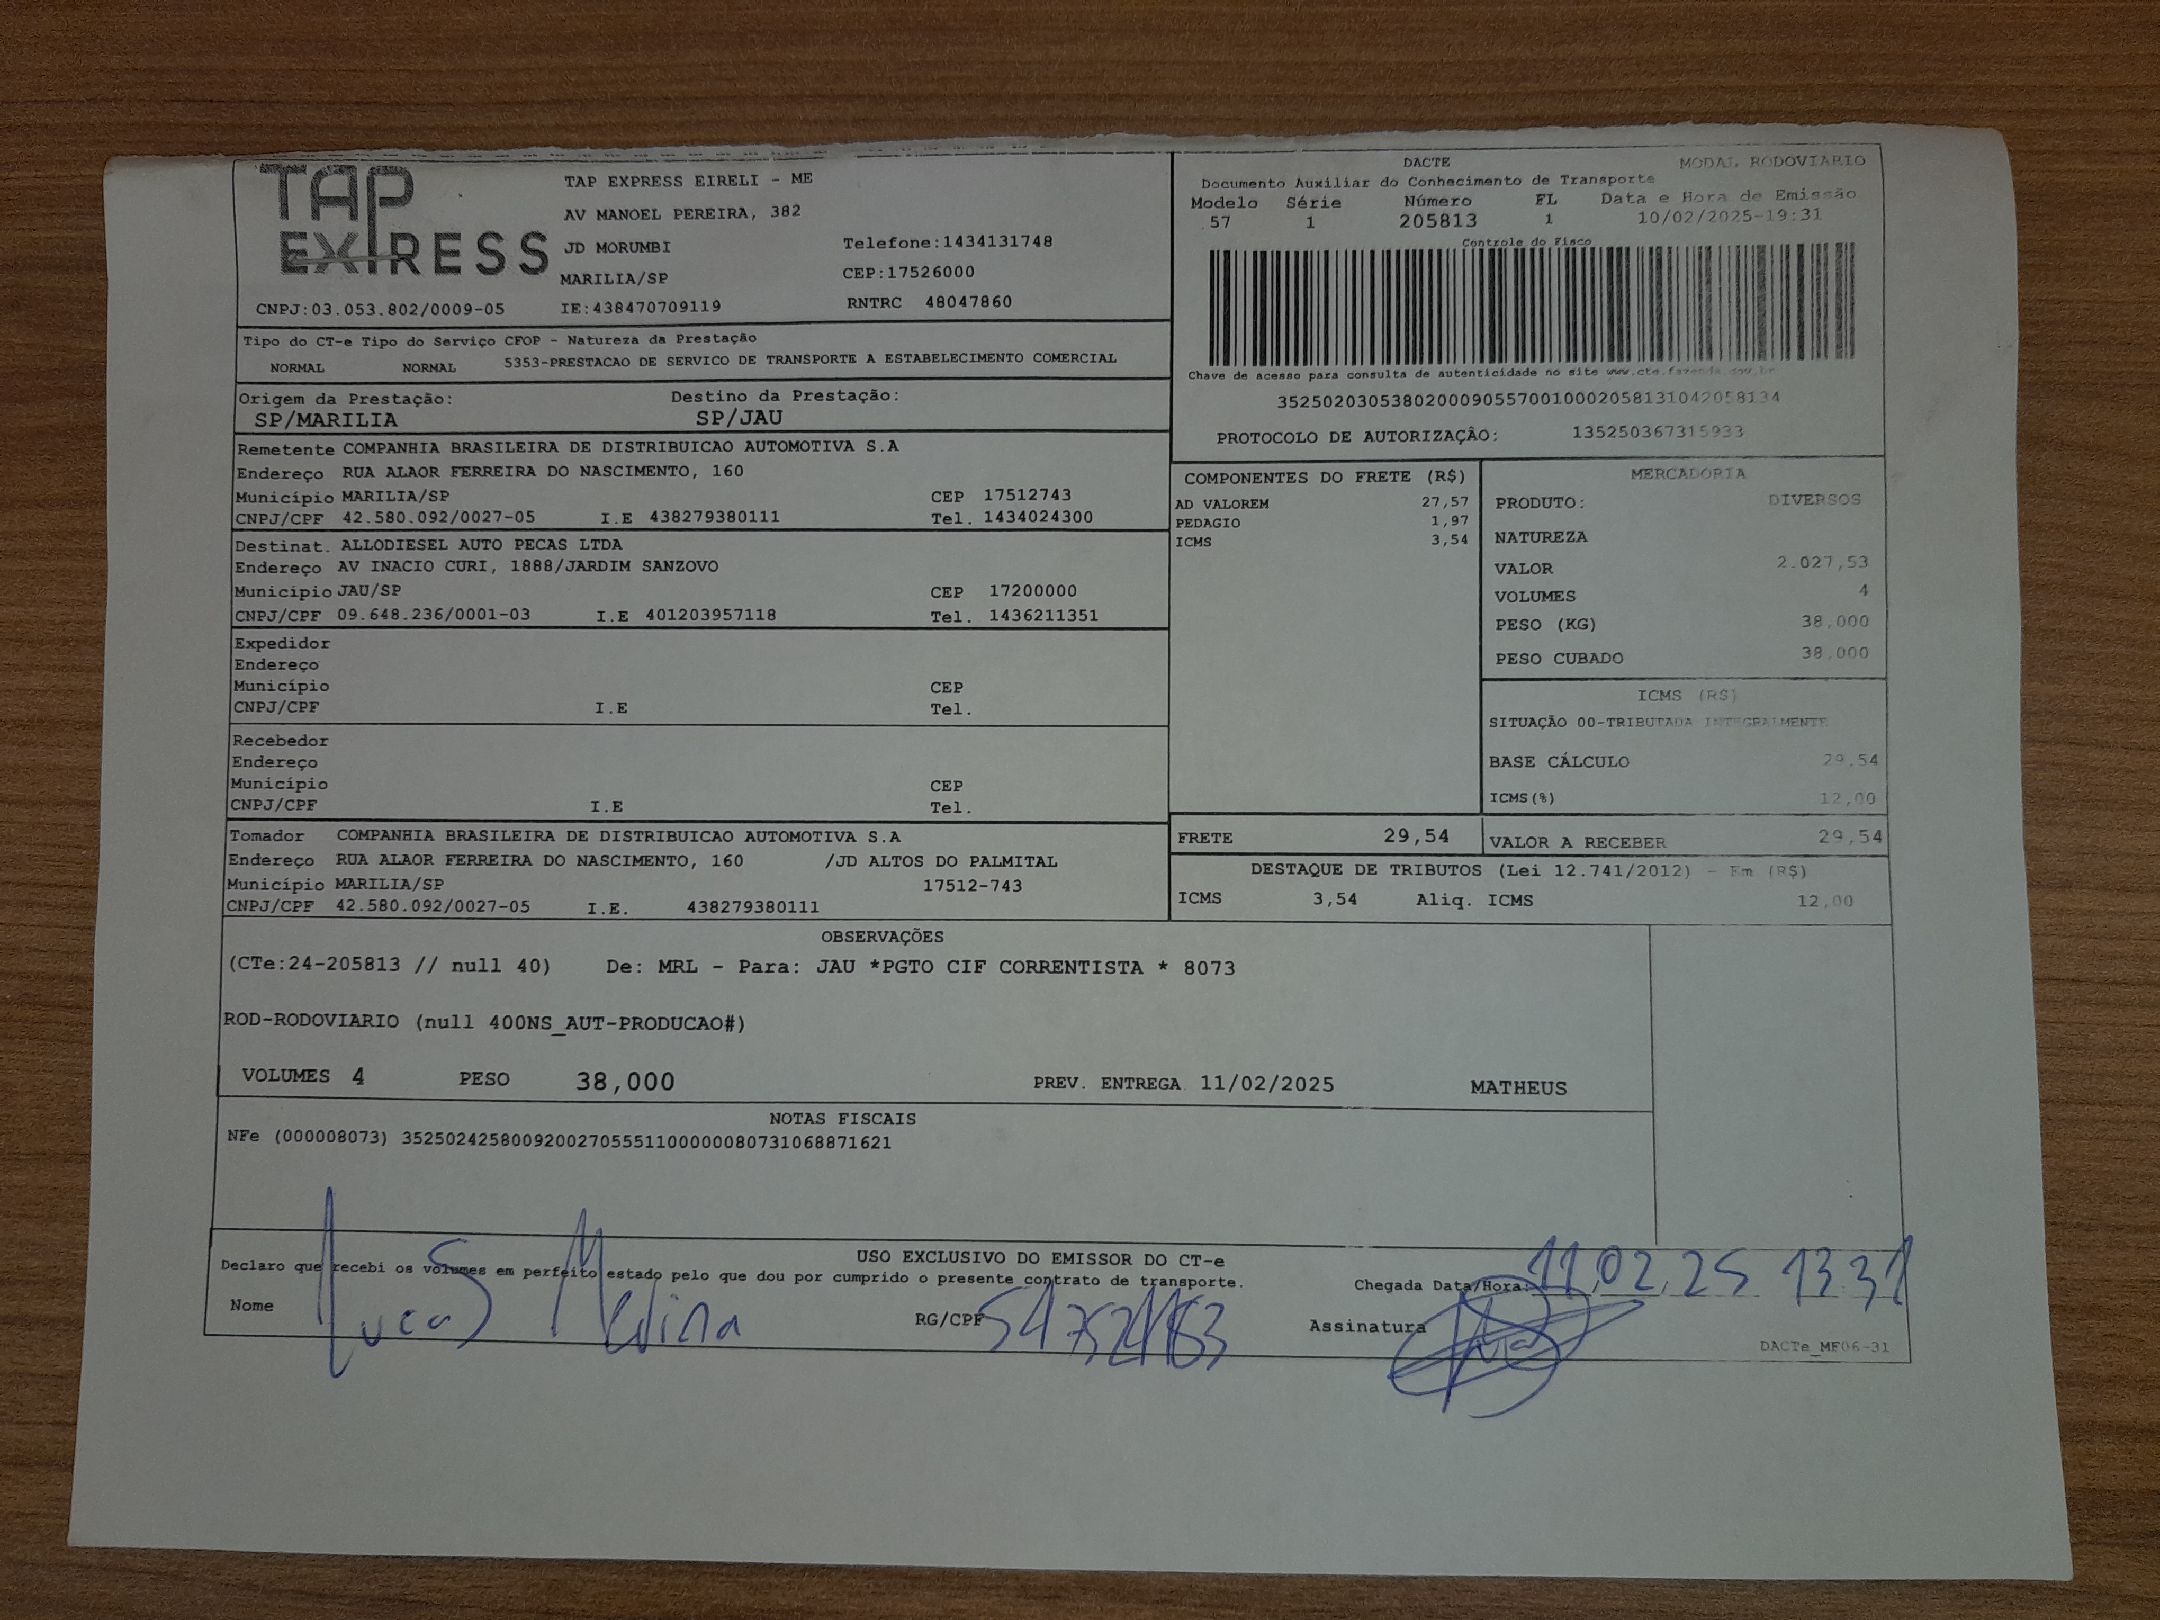 TAP EXPRESS
TAP EXPRESS EIRELI - ME
AV MANOEL PEREIRA, 382
JD MORUMBI
Telefone:1434131748
MARILIA/SP
CEP:17526000
CNPJ:03.053.802/0009-05
IE:438470709119
RNTRC 48047860
DACTE
MODAL RODOVIARIO
Documento Auxiliar do Conhecimento de Transporte
Modelo Série Número FL Data e Hora de Emissão
57 1 205813 1 10/02/2025-19:31
Controle do Fisco
Chave de acesso para consulta de autenticidade no site www.cte.fazenda.gov.br
35250203053802000905570010002058131042058134
PROTOCOLO DE AUTORIZAÇÃO: 135250367315933
Tipo do CT-e Tipo do Serviço CFOP - Natureza da Prestação
NORMAL NORMAL 5353-PRESTACAO DE SERVICO DE TRANSPORTE A ESTABELECIMENTO COMERCIAL
Origem da Prestação: Destino da Prestação:
SP/MARILIA SP/JAU
Remetente COMPANHIA BRASILEIRA DE DISTRIBUICAO AUTOMOTIVA S.A
Endereço RUA ALAOR FERREIRA DO NASCIMENTO, 160
Município MARILIA/SP CEP 17512743
CNPJ/CPF 42.580.092/0027-05 I.E 438279380111 Tel. 1434024300
Destinat. ALLODIESEL AUTO PECAS LTDA
Endereço AV INACIO CURI, 1888/JARDIM SANZOVO
Município JAU/SP CEP 17200000
CNPJ/CPF 09.648.236/0001-03 I.E 401203957118 Tel. 1436211351
Expedidor
Endereço
Município CEP
CNPJ/CPF I.E Tel.
Recebedor
Endereço
Município CEP
CNPJ/CPF I.E Tel.
Tomador COMPANHIA BRASILEIRA DE DISTRIBUICAO AUTOMOTIVA S.A
Endereço RUA ALAOR FERREIRA DO NASCIMENTO, 160 /JD ALTOS DO PALMITAL
Município MARILIA/SP 17512-743
CNPJ/CPF 42.580.092/0027-05 I.E. 438279380111
COMPONENTES DO FRETE (R$)
AD VALOREM 27,57
PEDAGIO 1,97
ICMS 3,54
MERCADORIA
PRODUTO: DIVERSOS
NATUREZA
VALOR 2.027,53
VOLUMES 4
PESO (KG) 38,000
PESO CUBADO 38,000
ICMS (R$)
SITUAÇÃO 00-TRIBUTADA INTEGRALMENTE
BASE CÁLCULO 29,54
ICMS(%) 12,00
FRETE 29,54 VALOR A RECEBER 29,54
DESTAQUE DE TRIBUTOS (Lei 12.741/2012) - Em (R$)
ICMS 3,54 Aliq. ICMS 12,00
OBSERVAÇÕES
(CTe:24-205813 // null 40) De: MRL - Para: JAU *PGTO CIF CORRENTISTA * 8073
ROD-RODOVIARIO (null 400NS_AUT-PRODUCAO#)
VOLUMES 4 PESO 38,000 PREV. ENTREGA 11/02/2025 MATHEUS
NOTAS FISCAIS
NFe (000008073) 35250242580092002705551100000080731068871621
USO EXCLUSIVO DO EMISSOR DO CT-e
Declaro que recebi os volumes em perfeito estado pelo que dou por cumprido o presente contrato de transporte.
Chegada Data/Hora: 11,02,25 13 31
Nome Lucas RG/CPF Assinatura
DACTe_MF06-31